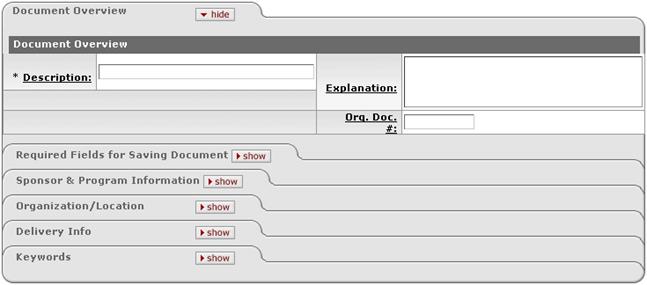 Document Overview hide
Document Overview
* Description:
Explanation:
Org. Doc.
#:
Required Fields for Saving Document show
Sponsor & Program Information show
Organization/Location show
Delivery Info show
Keywords show